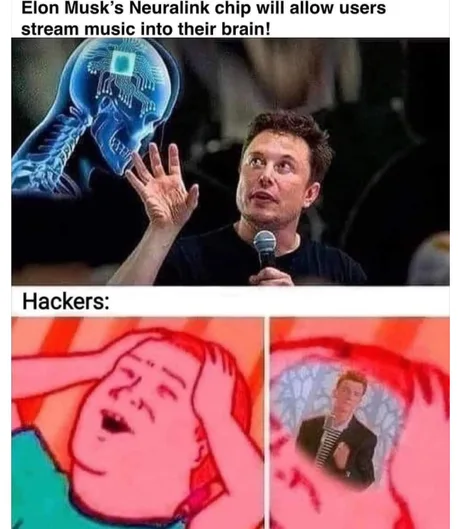 Elon Musk's Neuralink chip will allow users
stream music into their brain!
Hackers: